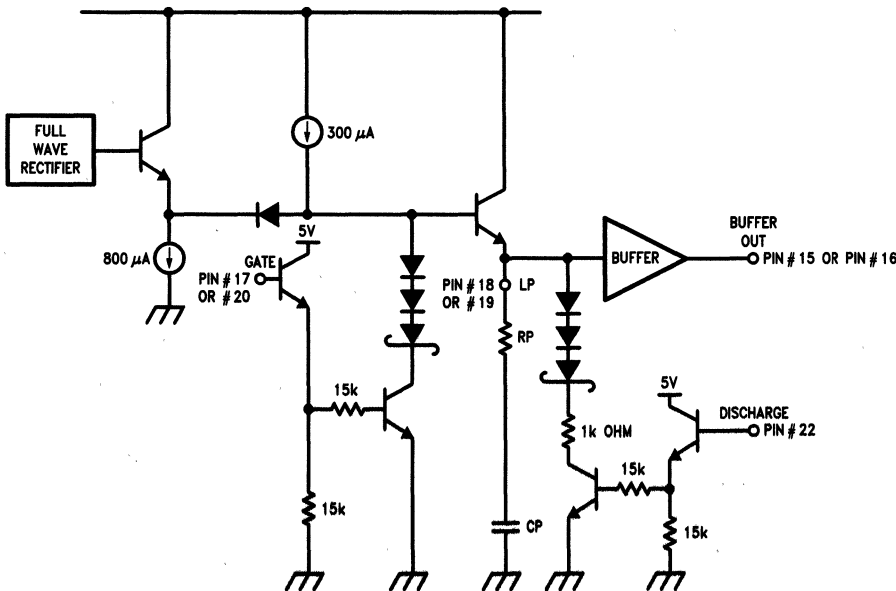 FULL
WAVE
RECTIFIER
300 μA
800 μA
5V
GATE
PIN #17
OR #20
15k
15k
PIN #18
OR #19
LP
RP
CP
BUFFER
BUFFER
OUT
PIN #15 OR PIN #16
1k OHM
15k
5V
DISCHARGE
PIN #22
15k